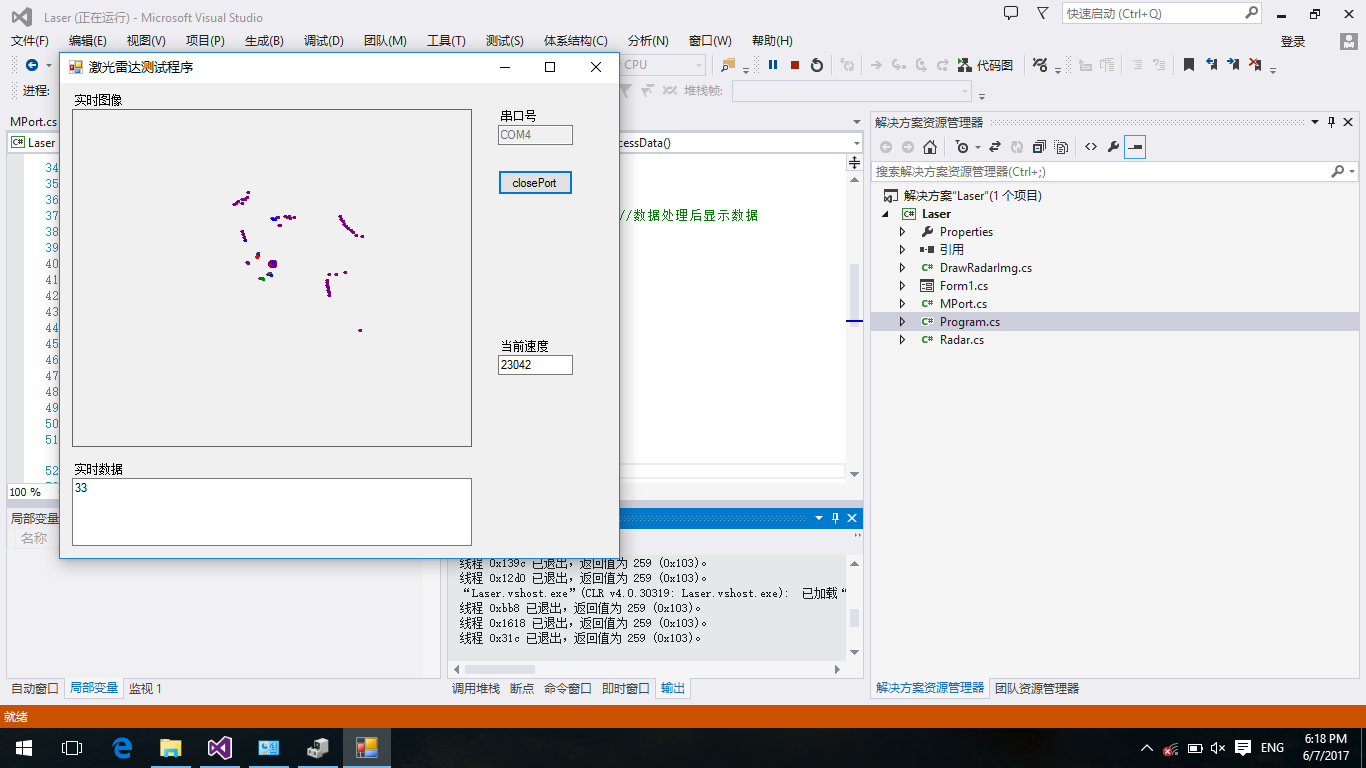 Laser (正在运行) - Microsoft Visual Studio
快速启动 (Ctrl+Q)
文件(F) 编辑(E) 视图(V) 项目(P) 生成(B) 调试(D) 团队(M) 工具(T) 测试(S) 体系结构(C) 分析(N) 窗口(W) 帮助(H)
登录
CPU
代码图
进程:
堆栈帧:
激光雷达测试程序
实时图像
串口号
COM4
closePort
当前速度
23042
实时数据
33
MPort.cs
C# Laser
cessData()
34
35
36
37
//数据处理后显示数据
38
39
40
41
42
43
44
45
46
47
48
49
50
51
52
100 %
解决方案资源管理器
搜索解决方案资源管理器(Ctrl+;)
解决方案"Laser"(1 个项目)
C# Laser
Properties
引用
C# DrawRadarImg.cs
Form1.cs
C# MPort.cs
C# Program.cs
C# Radar.cs
局部变量
名称
线程 0x139c 已退出，返回值为 259 (0x103)。
线程 0x12d0 已退出，返回值为 259 (0x103)。
“Laser.vshost.exe”(CLR v4.0.30319: Laser.vshost.exe): 已加载“
线程 0xbb8 已退出，返回值为 259 (0x103)。
线程 0x1618 已退出，返回值为 259 (0x103)。
线程 0x31c 已退出，返回值为 259 (0x103)。
自动窗口 局部变量 监视 1
调用堆栈 断点 命令窗口 即时窗口 输出
解决方案资源管理器 团队资源管理器
就绪
ENG
6:18 PM
6/7/2017